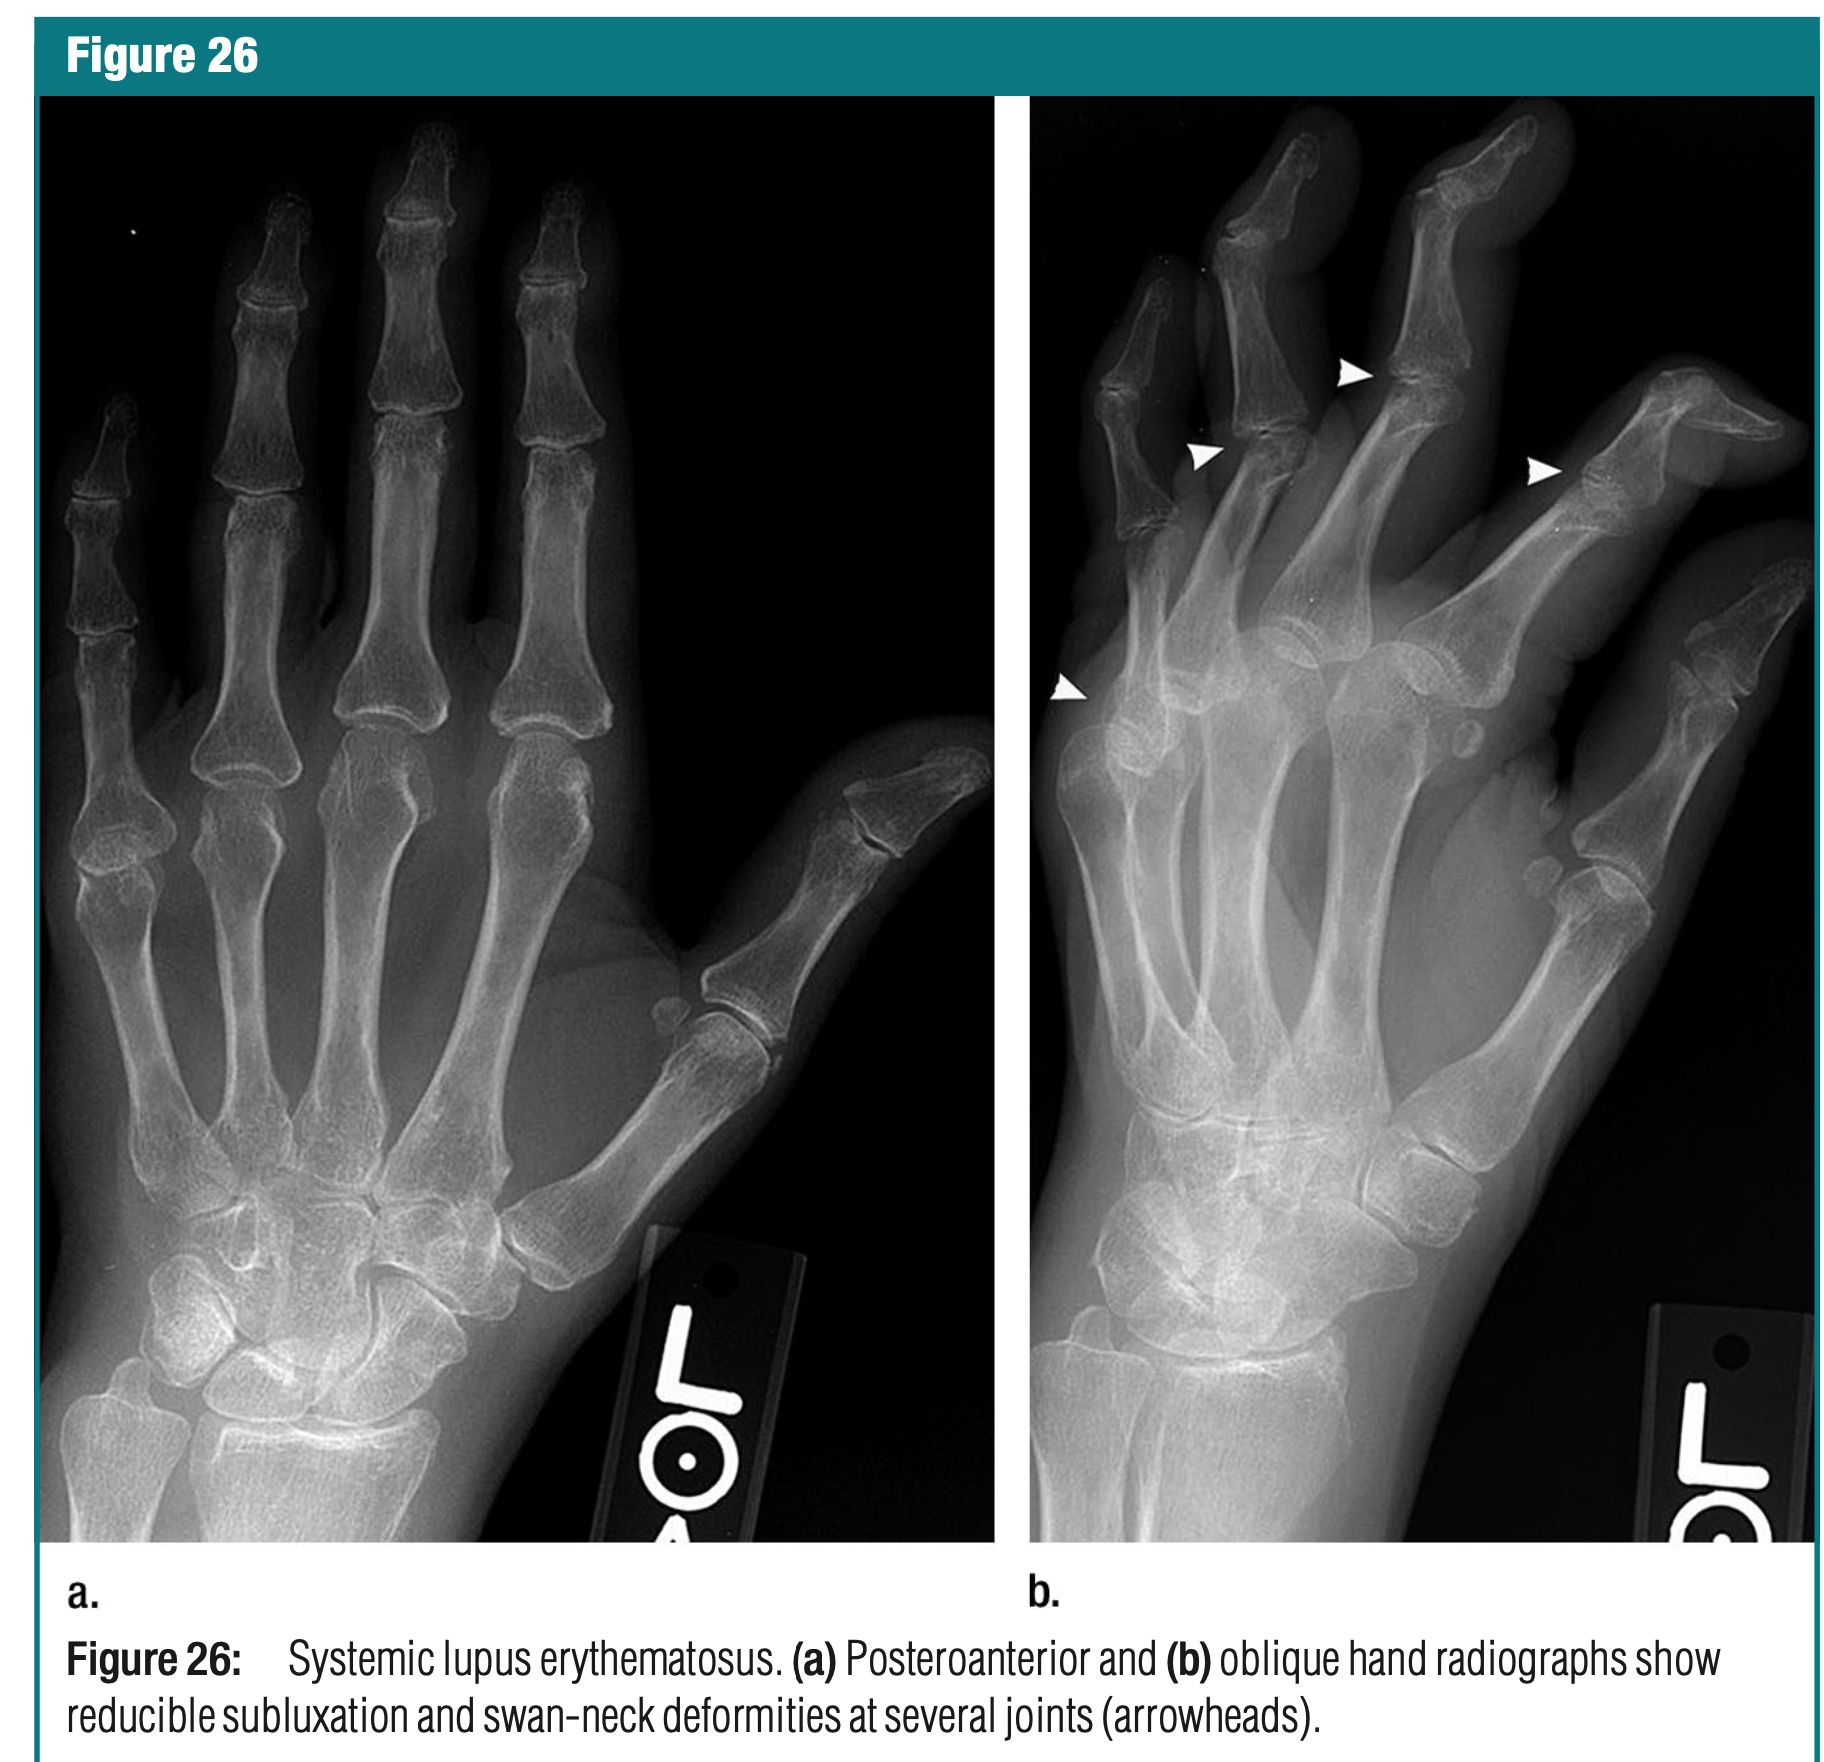 Figure 26
L
L
a.
b.
Figure 26: Systemic lupus erythematosus. (a) Posteroanterior and (b) oblique hand radiographs show
reducible subluxation and swan-neck deformities at several joints (arrowheads).